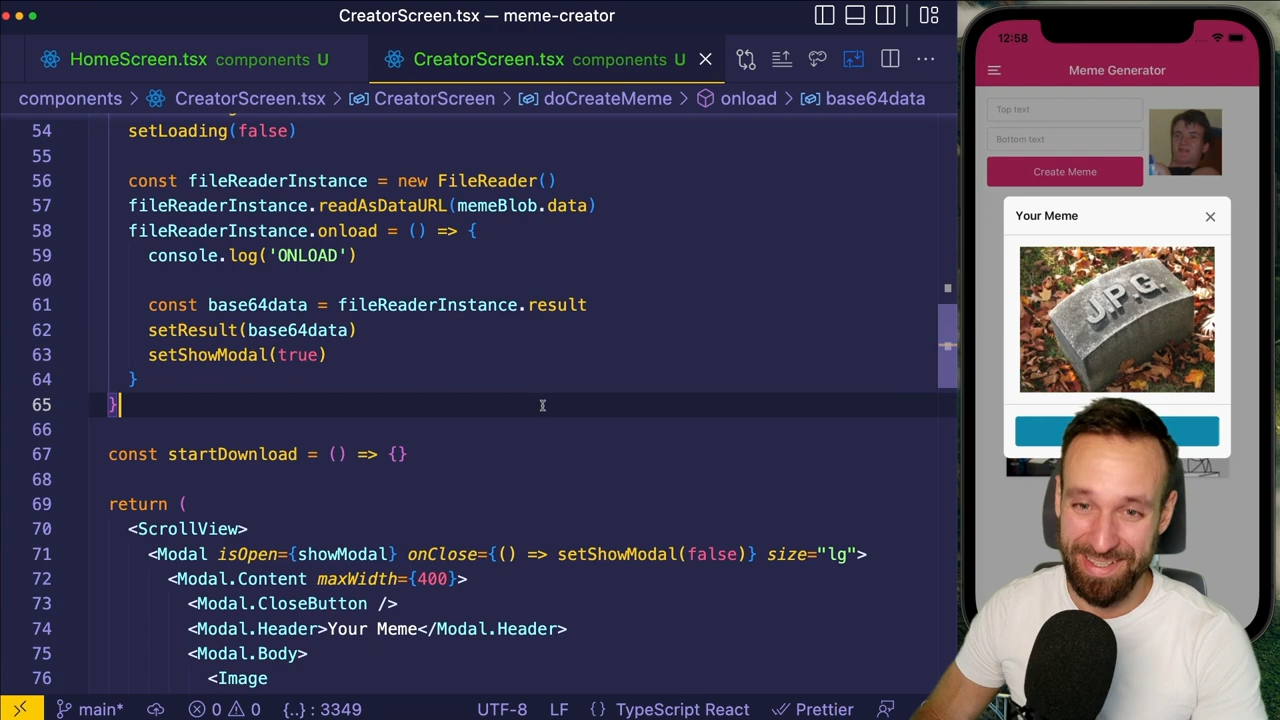 CreatorScreen.tsx — meme-creator
HomeScreen.tsx components U
CreatorScreen.tsx components U
components > CreatorScreen.tsx > CreatorScreen > doCreateMeme > onload > base64data
54 setLoading(false)
55
56 const fileReaderInstance = new FileReader()
57 fileReaderInstance.readAsDataURL(memeBlob.data)
58 fileReaderInstance.onload = () => {
59 console.log('ONLOAD')
60
61 const base64data = fileReaderInstance.result
62 setResult(base64data)
63 setShowModal(true)
64 }
65 }
66
67 const startDownload = () => {}
68
69 return (
70 <ScrollView>
71 <Modal isOpen={showModal} onClose={() => setShowModal(false)} size="lg">
72 <Modal.Content maxWidth={400}>
73 <Modal.CloseButton />
74 <Modal.Header>Your Meme</Modal.Header>
75 <Modal.Body>
76 <Image
main* 0 0 {..} : 3349 UTF-8 LF {} TypeScript React Prettier
12:58
Meme Generator
Top text
Bottom text
Create Meme
Your Meme
J.P.G.